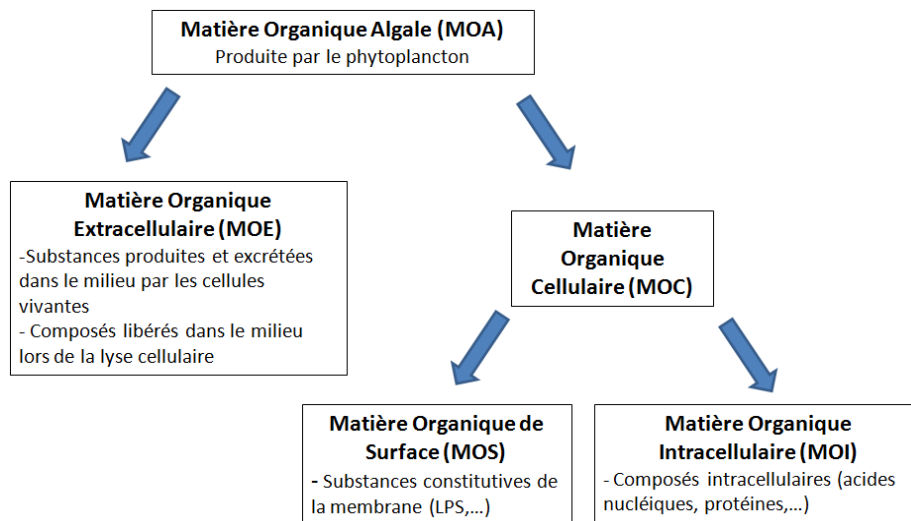 Matière Organique Algale (MOA)
Produite par le phytoplancton
Matière Organique
Extracellulaire (MOE)
-Substances produites et excrétées
dans le milieu par les cellules
vivantes
- Composés libérés dans le milieu
lors de la lyse cellulaire
Matière
Organique
Cellulaire (MOC)
Matière Organique de
Surface (MOS)
- Substances constitutives de
la membrane (LPS,...)
Matière Organique
Intracellulaire (MOI)
- Composés intracellulaires (acides
nucléiques, protéines,...)